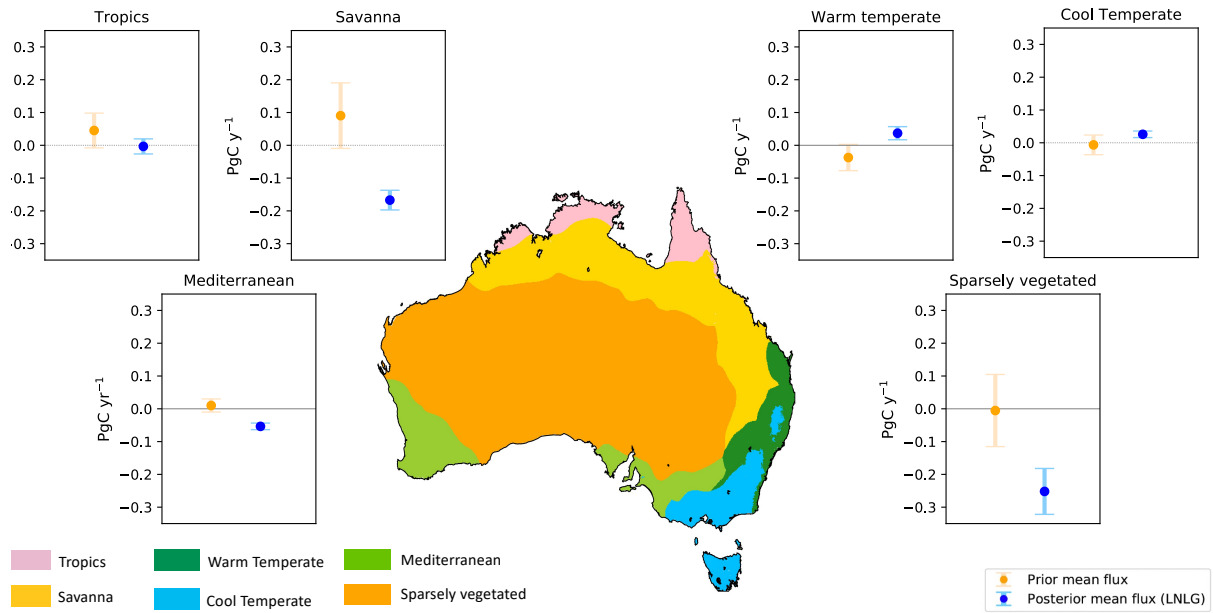 Tropics
0.3
0.2
0.1
0.0
-0.1
-0.2
-0.3
Savanna
PgC y⁻¹
0.3
0.2
0.1
0.0
−0.1
−0.2
−0.3
Warm temperate
PgC y⁻¹
0.3
0.2
0.1
0.0
−0.1
−0.2
−0.3
Cool Temperate
PgC y⁻¹
0.3
0.2
0.1
0.0
−0.1
−0.2
−0.3
Mediterranean
PgC yr⁻¹
0.3
0.2
0.1
0.0
−0.1
−0.2
−0.3
Sparsely vegetated
PgC y⁻¹
0.3
0.2
0.1
0.0
−0.1
−0.2
−0.3
Tropics
Warm Temperate
Mediterranean
Savanna
Cool Temperate
Sparsely vegetated
Prior mean flux
Posterior mean flux (LNLG)